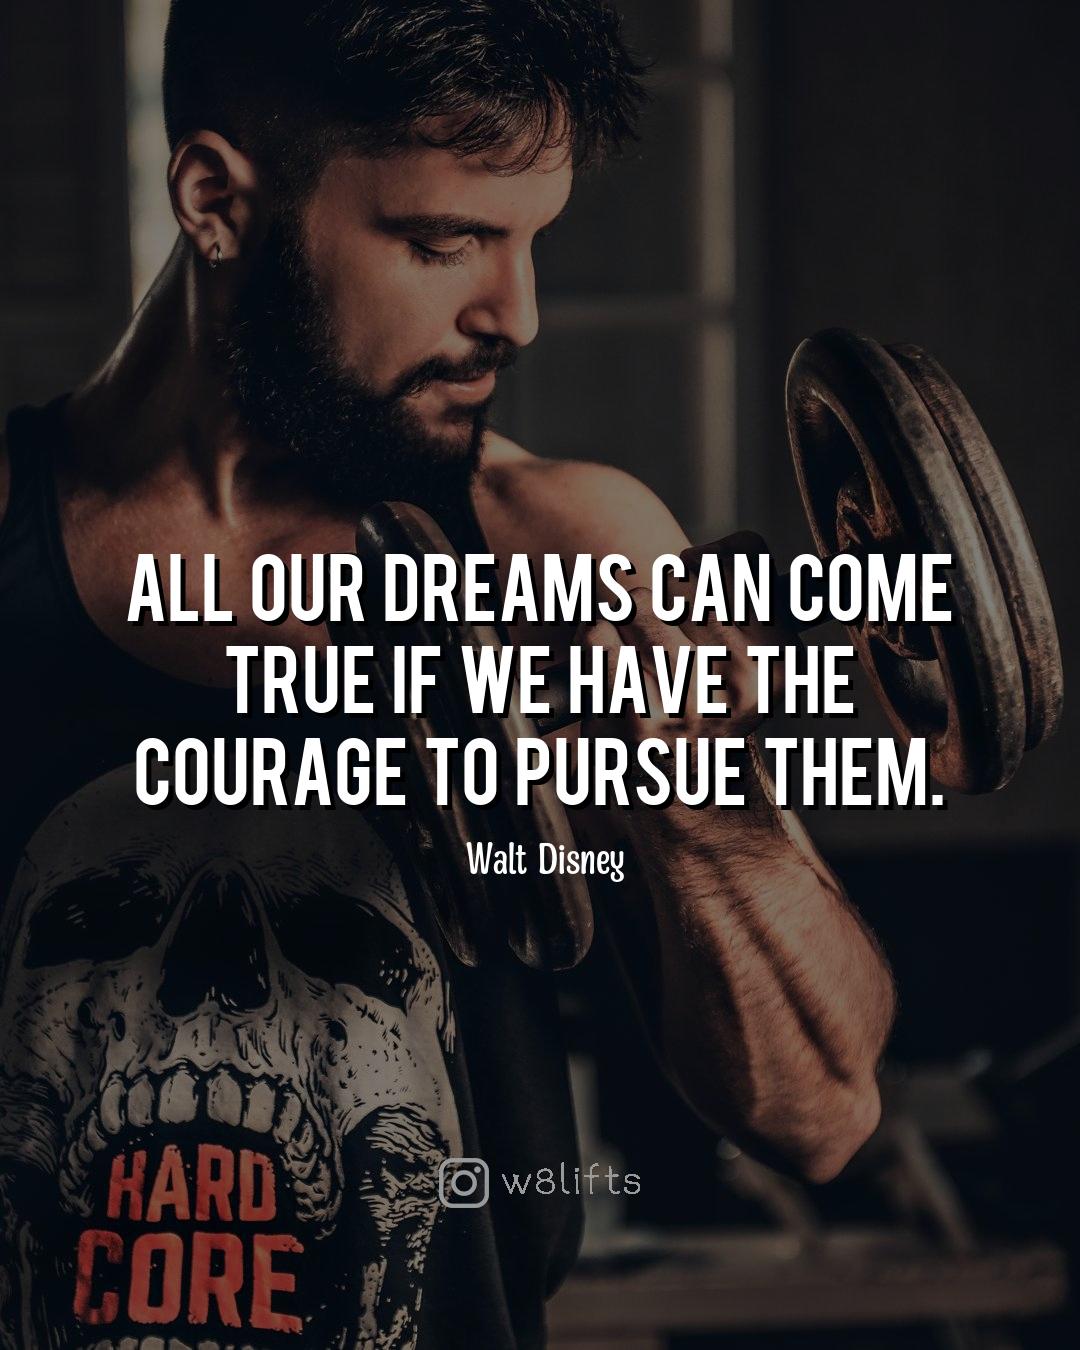 ALL OUR DREAMS CAN COME
TRUE IF WE HAVE THE
COURAGE TO PURSUE THEM.
Walt Disney
w8lifts
HARD
CORE